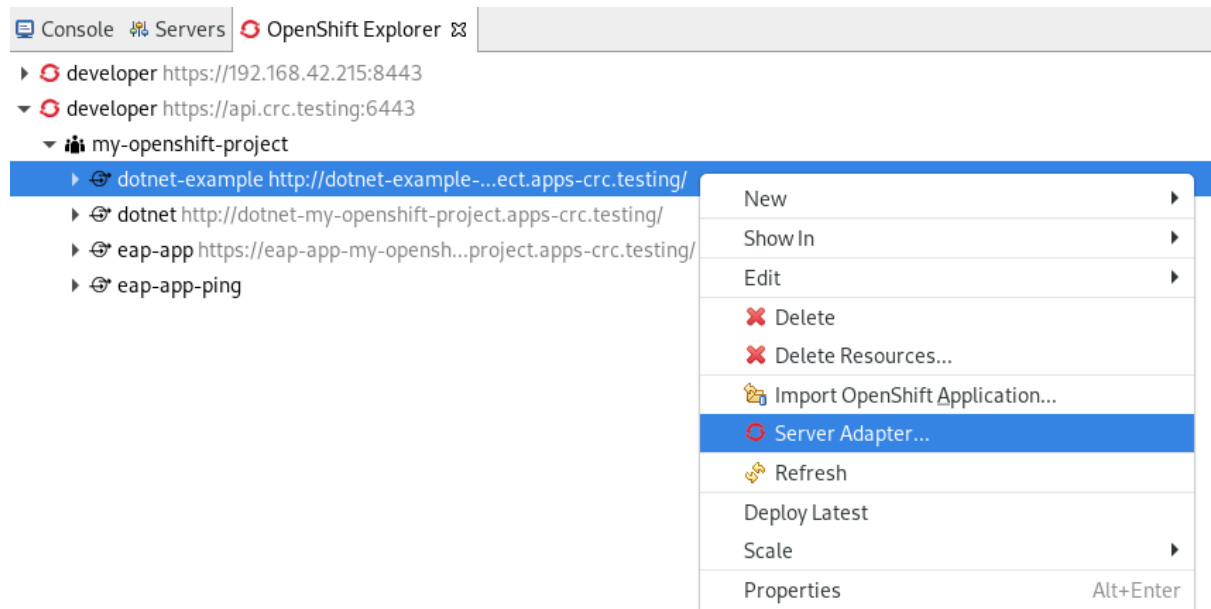 Console Servers OpenShift Explorer
developer https://192.168.42.215:8443
developer https://api.crc.testing:6443
my-openshift-project
dotnet-example http://dotnet-example-...ect.apps-crc.testing/
dotnet http://dotnet-my-openshift-project.apps-crc.testing/
eap-app https://eap-app-my-opensh...project.apps-crc.testing/
eap-app-ping
New
Show In
Edit
Delete
Delete Resources...
Import OpenShift Application...
Server Adapter...
Refresh
Deploy Latest
Scale
Properties Alt+Enter